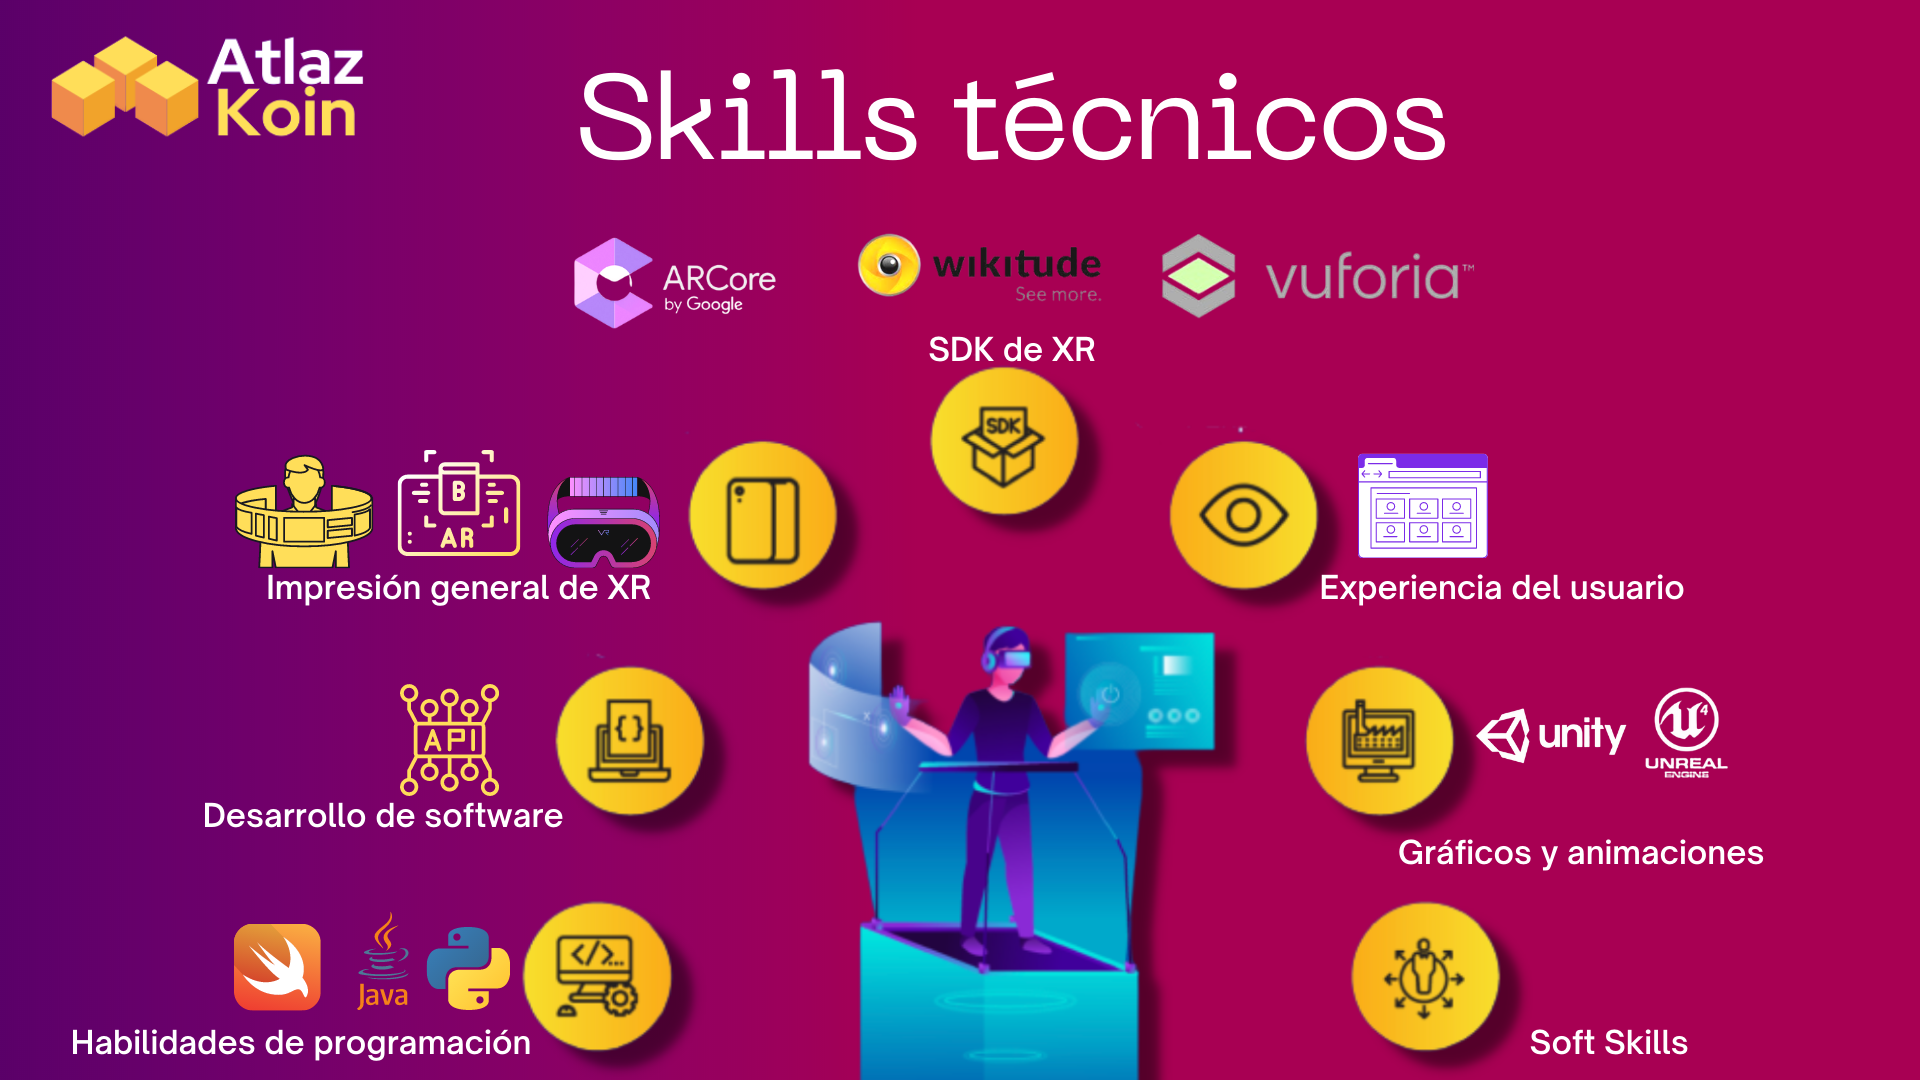 Atlaz
Koin
Skills técnicos
ARCore
by Google
wikitude
See more.
vuforia™
SDK de XR
SDK
B
AR
VR
Impresión general de XR
Experiencia del usuario
API
{ }
Desarrollo de software
unity
U4
UNREAL
ENGINE
Gráficos y animaciones
Java
</>...
Habilidades de programación
Soft Skills